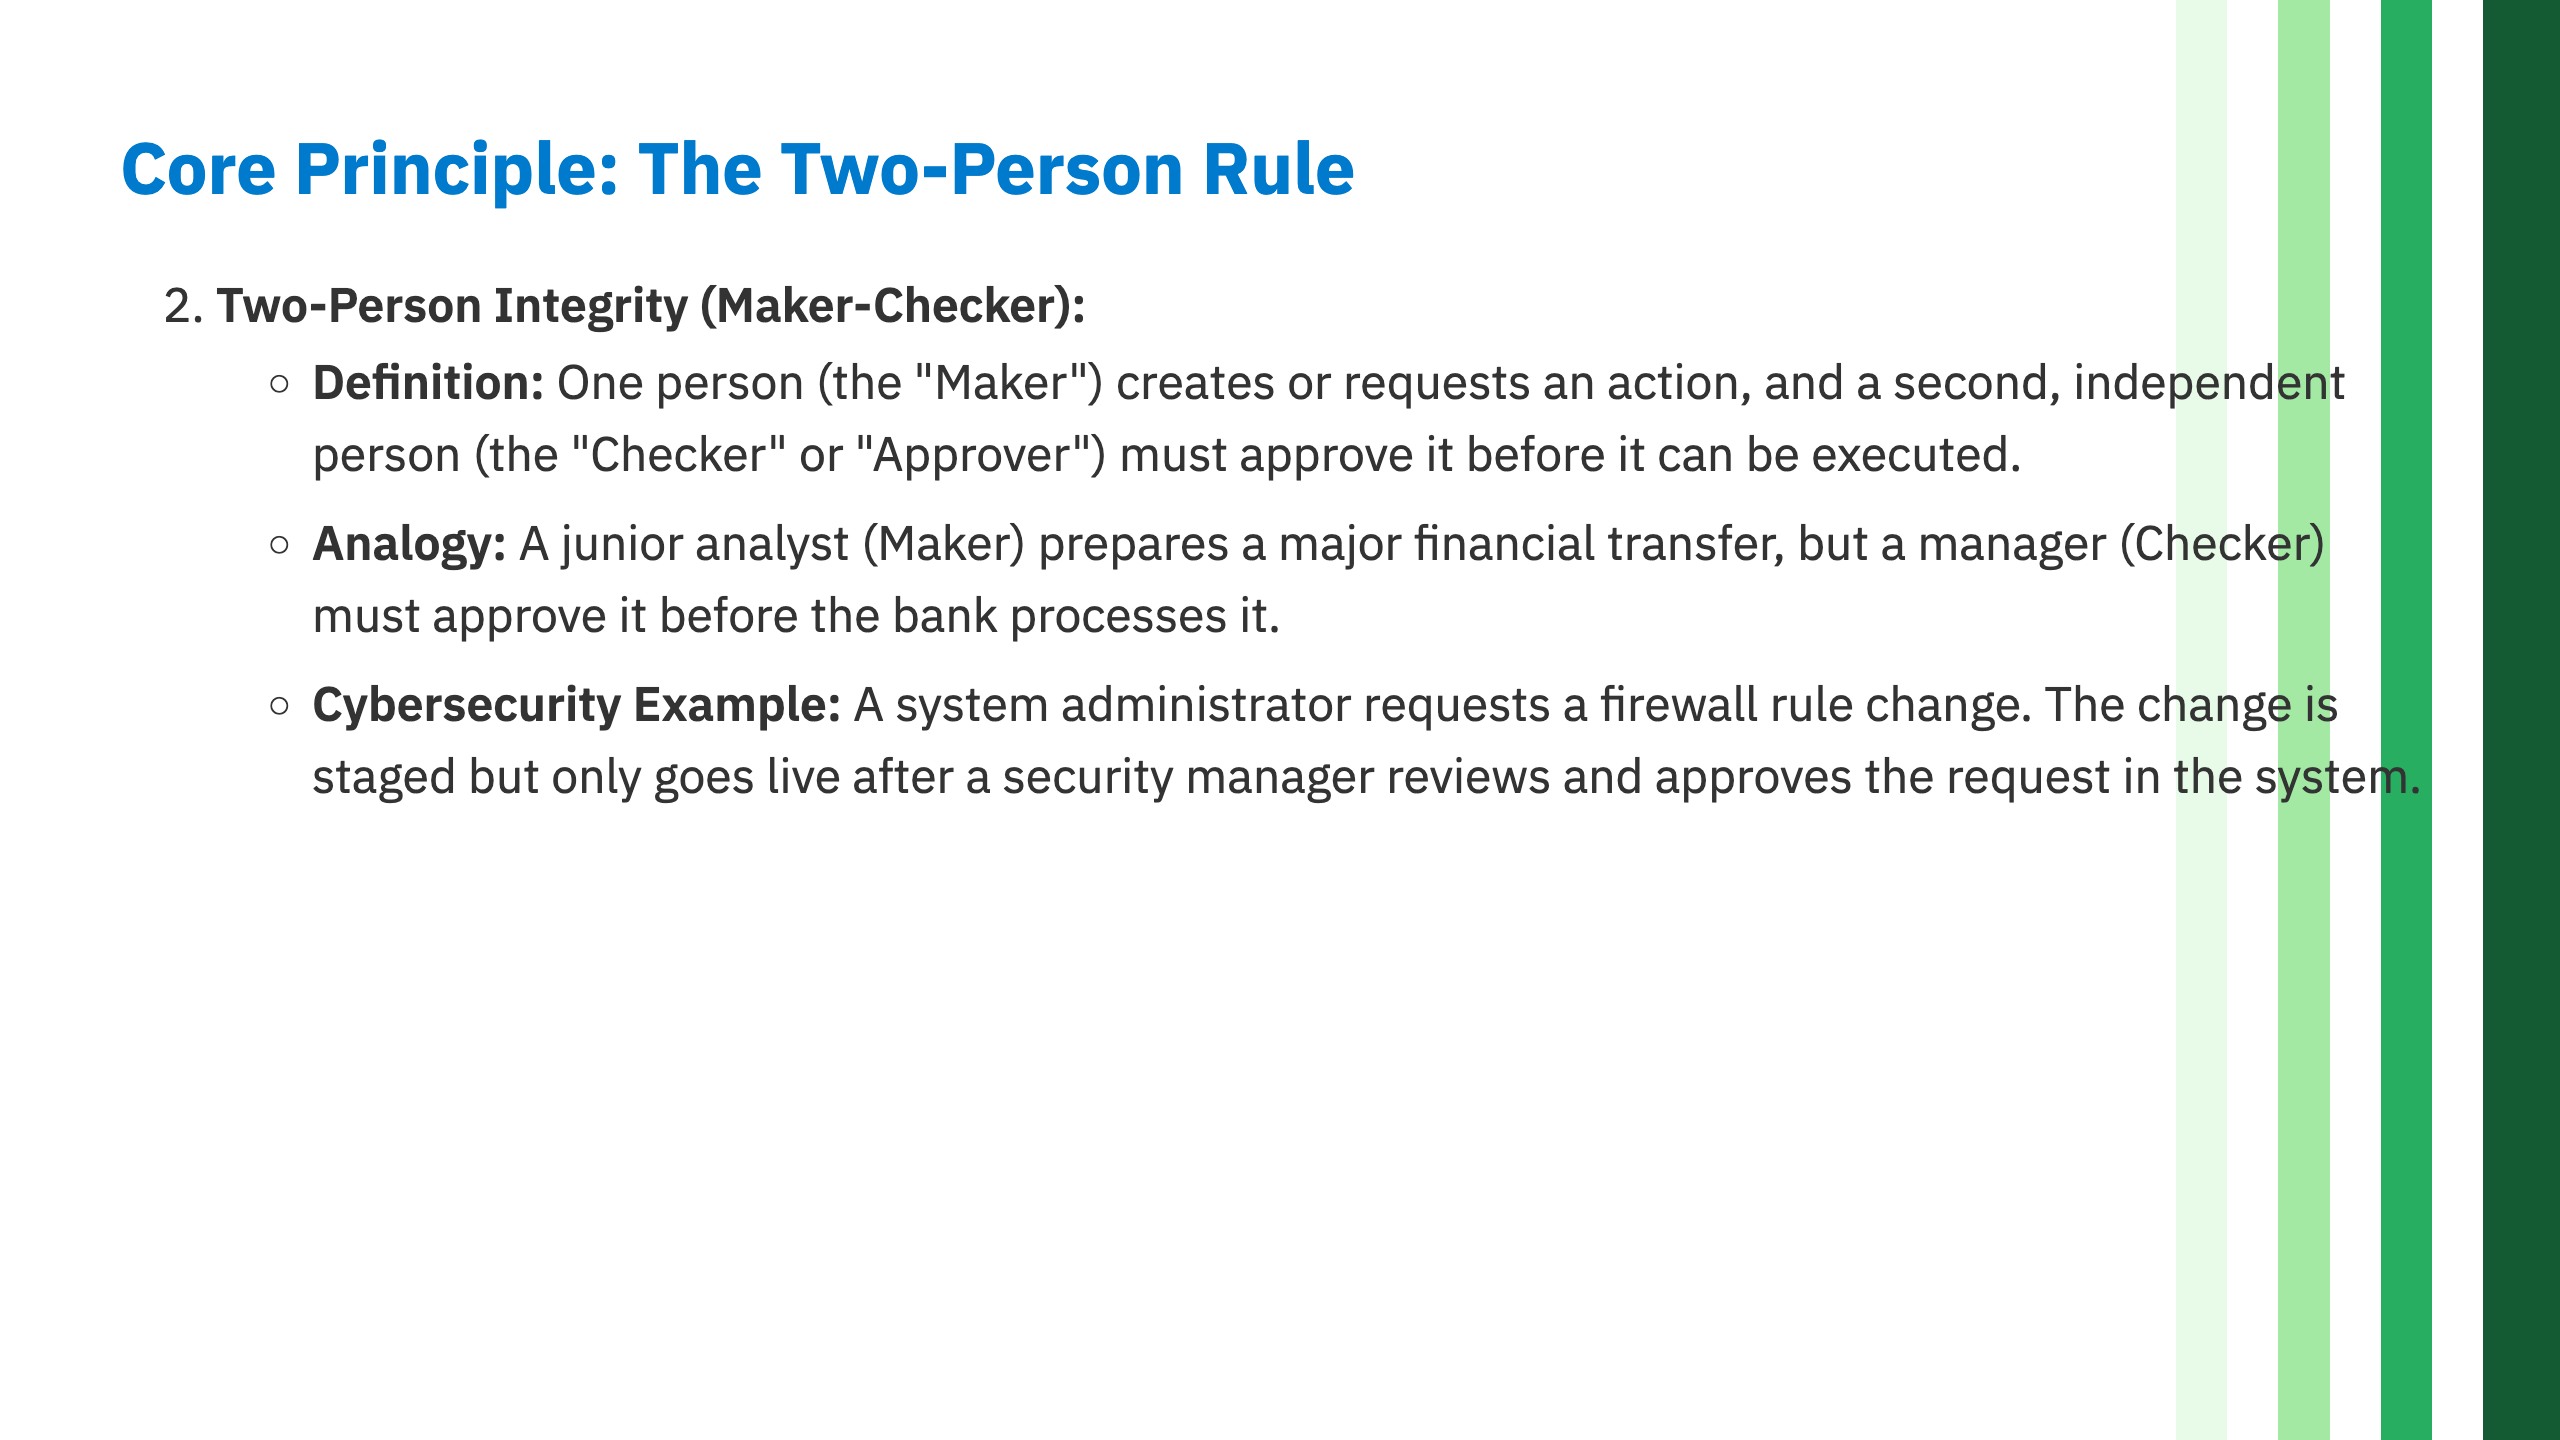 Core Principle: The Two-Person Rule
2. Two-Person Integrity (Maker-Checker):
○ Definition: One person (the "Maker") creates or requests an action, and a second, independent
person (the "Checker" or "Approver") must approve it before it can be executed.
○ Analogy: A junior analyst (Maker) prepares a major financial transfer, but a manager (Checker)
must approve it before the bank processes it.
○ Cybersecurity Example: A system administrator requests a firewall rule change. The change is
staged but only goes live after a security manager reviews and approves the request in the system.